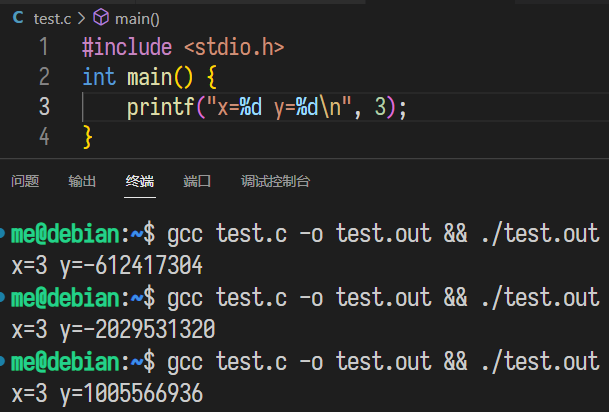 C test.c > main()
1 #include <stdio.h>
2 int main() {
3 printf("x=%d y=%d\n", 3);
4 }
问题 输出 终端 端口 调试控制台
me@debian:~$ gcc test.c -o test.out && ./test.out
x=3 y=-612417304
me@debian:~$ gcc test.c -o test.out && ./test.out
x=3 y=-2029531320
me@debian:~$ gcc test.c -o test.out && ./test.out
x=3 y=1005566936